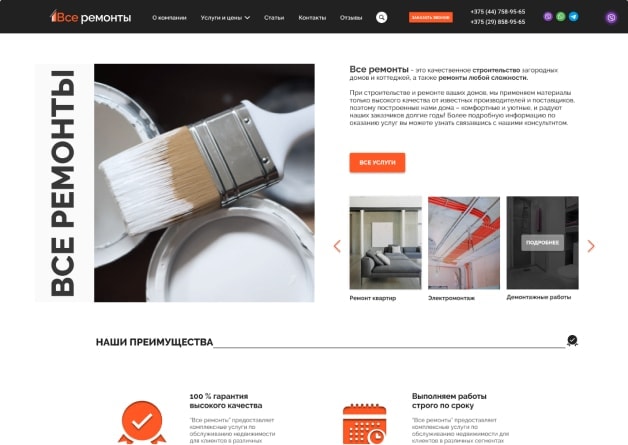 Все ремонты
О компании
Услуги и цены
Статьи
Контакты
Отзывы
Заказать звонок
+375 (44) 758-95-65
+375 (29) 858-95-65
ВСЕ РЕМОНТЫ
Все ремонты - это качественное строительство загородных
домов и коттеджей, а также ремонты любой сложности.
При строительстве и ремонте ваших домов, мы применяем материалы
только высокого качества от известных производителей и поставщиков,
поэтому построенные нами дома – комфортные и уютные, и радует
наших заказчиков долгие годы! Более подробную информацию по
оказанию услуг вы можете узнать связавшись с нашими консультнтом.
ВСЕ УСЛУГИ
ПОДРОБНЕЕ
Ремонт квартир
Электромонтаж
Демонтажные работы
НАШИ ПРЕИМУЩЕСТВА
100 % гарантия
высокого качества
"Все ремонты" предоставляет
комплексные услуги по
обслуживанию недвижимости
для клиентов в различных
Выполняем работы
строго по сроку
"Все ремонты" предоставляет
комплексные услуги по
обслуживанию недвижимости для
клиентов в различных сегментах